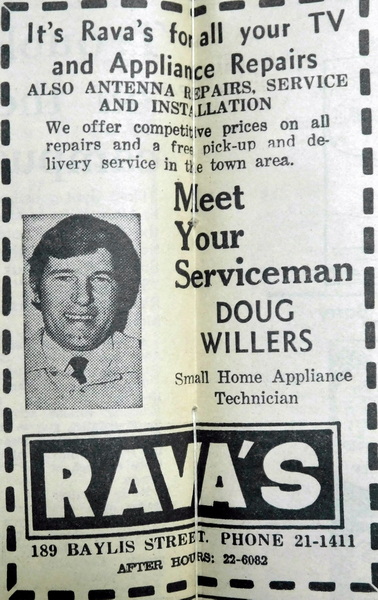 It's Rava's for all your TV
and Appliance Repairs
ALSO ANTENNA REPAIRS, SERVICE
AND INSTALLATION
We offer competitive prices on all
repairs and a free pick-up and de-
livery service in the town area.
Meet
Your
Serviceman
DOUG
WILLERS
Small Home Appliance
Technician
RAVA'S
189 BAYLIS STREET. PHONE 21-1411
AFTER HOURS: 22-6082